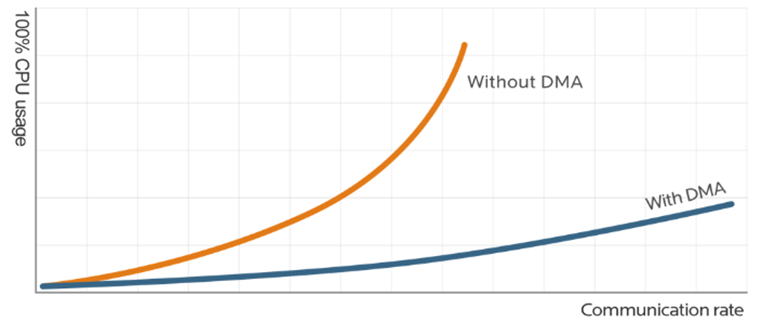 100% CPU usage
Without DMA
With DMA
Communication rate